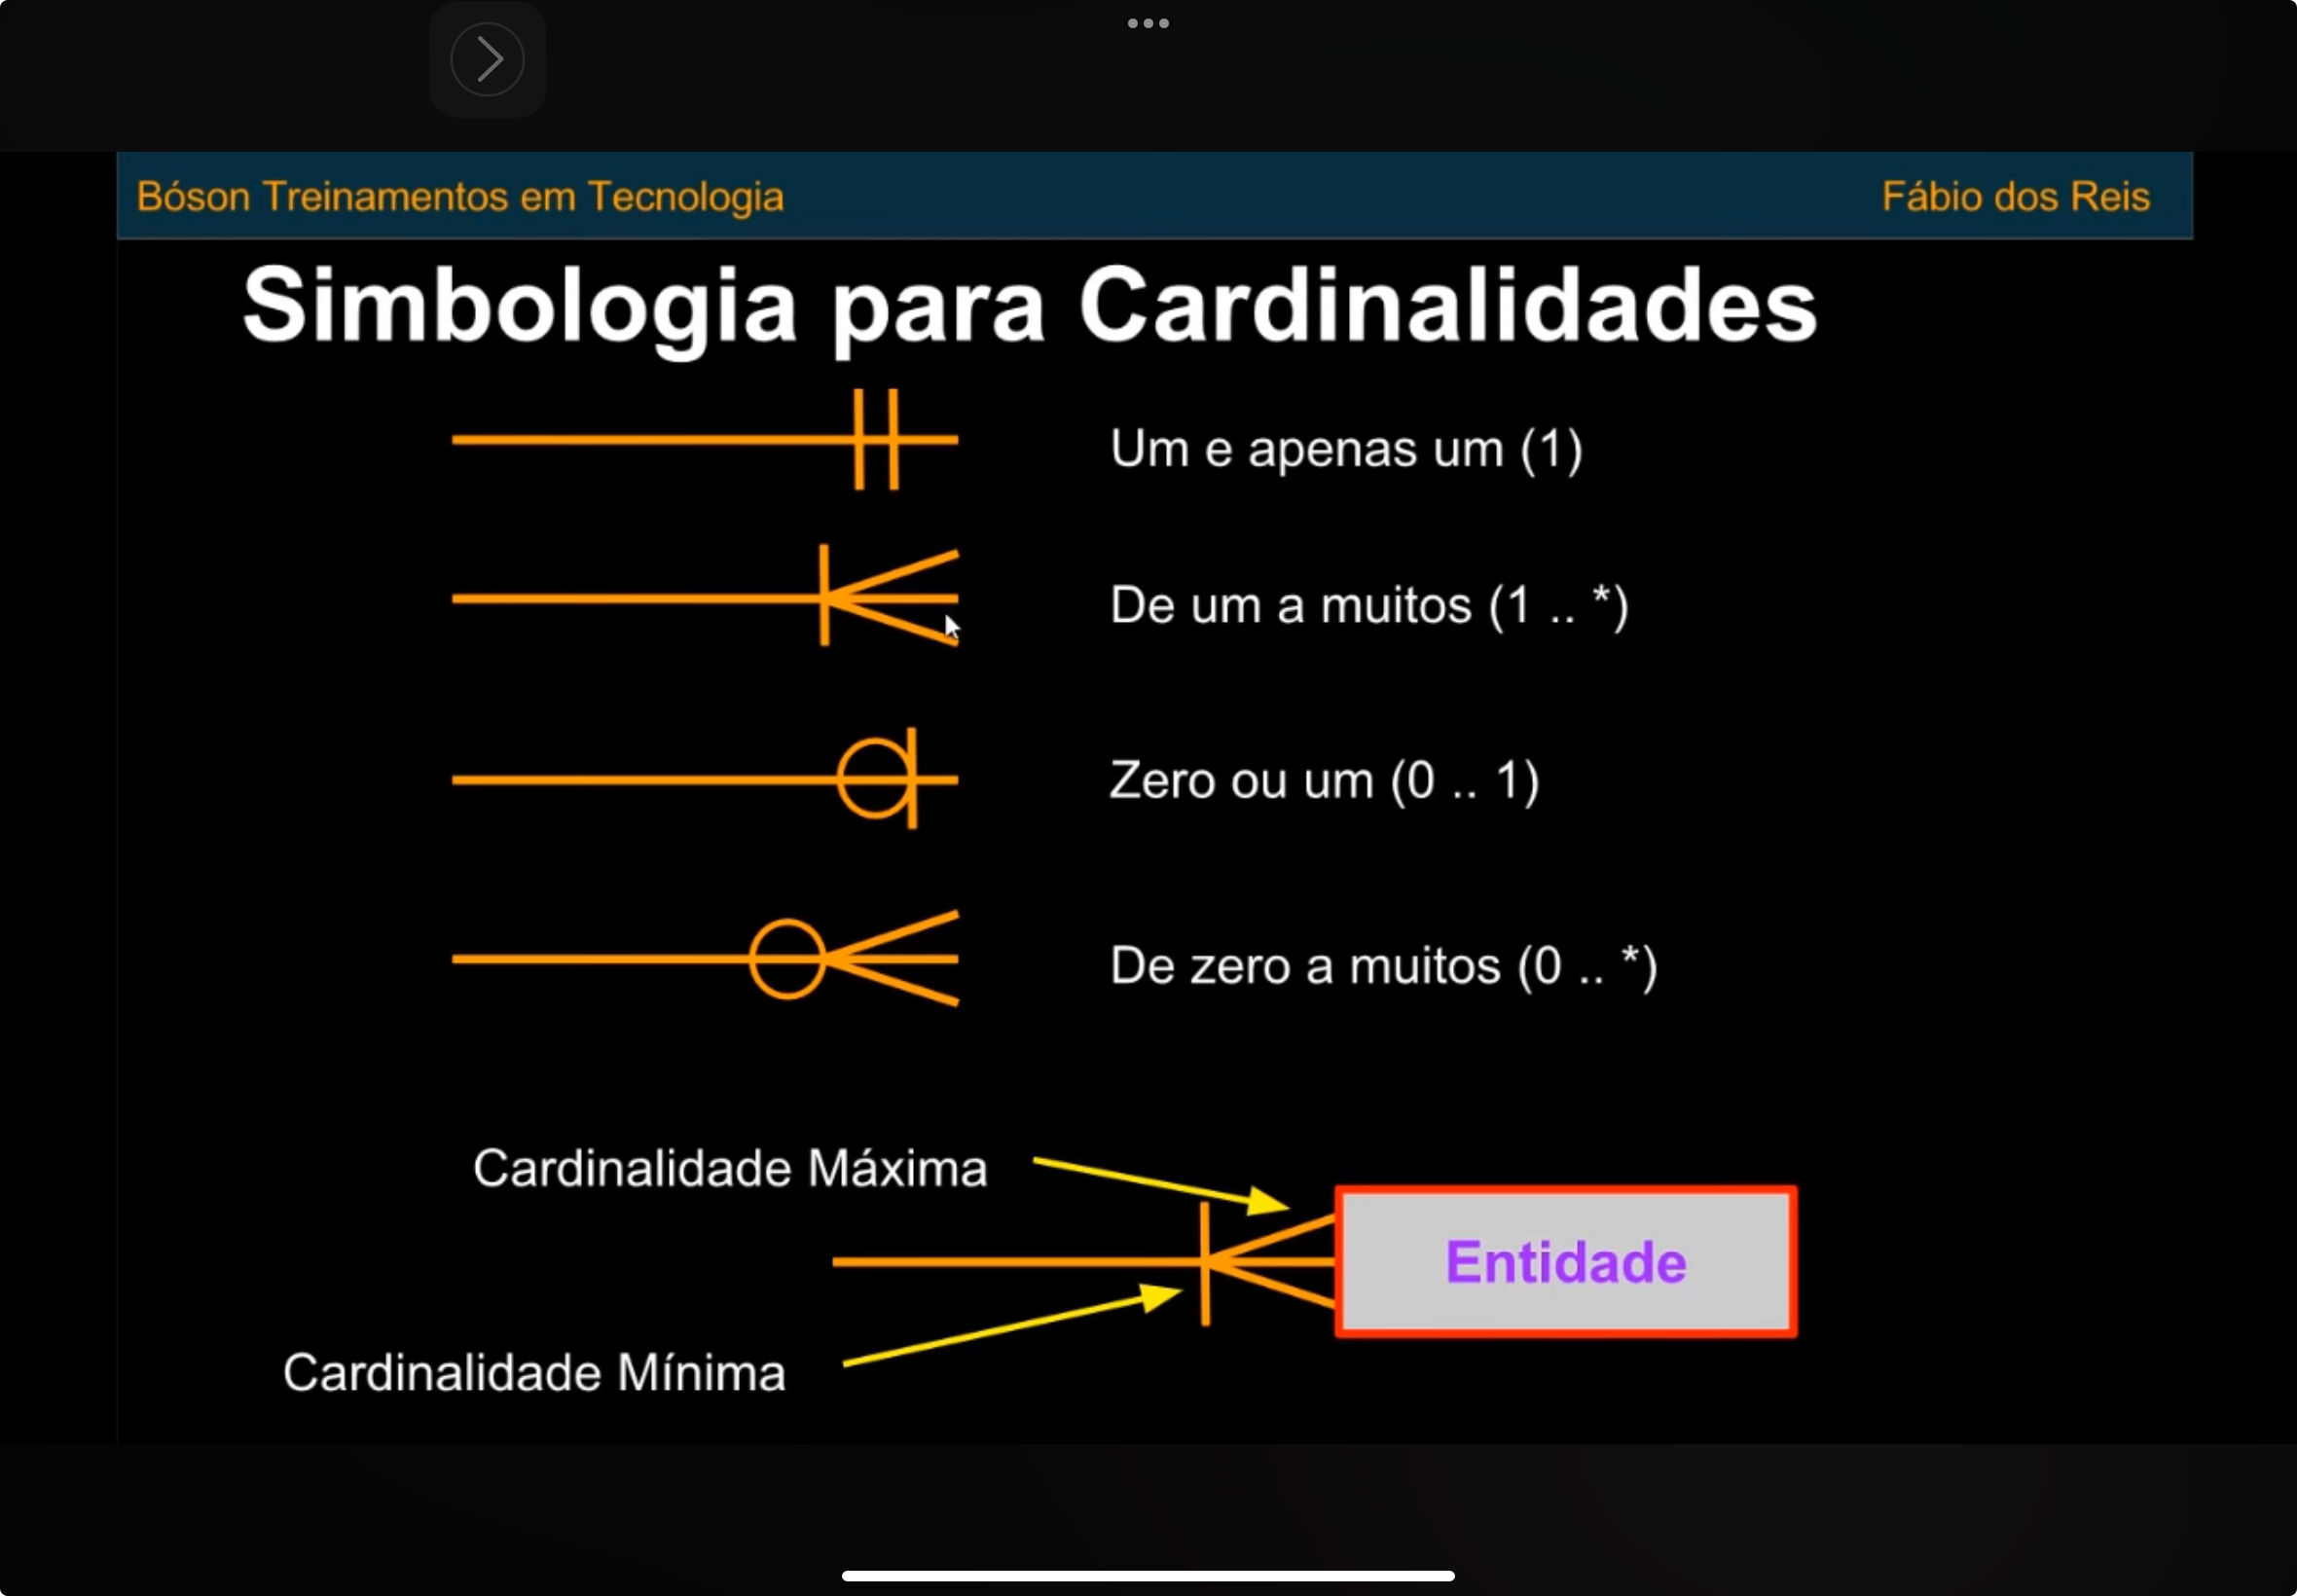 Bóson Treinamentos em Tecnologia
Fábio dos Reis
Simbologia para Cardinalidades
Um e apenas um (1)
De um a muitos (1 .. *)
Zero ou um (0 .. 1)
De zero a muitos (0 .. *)
Cardinalidade Máxima
Entidade
Cardinalidade Mínima